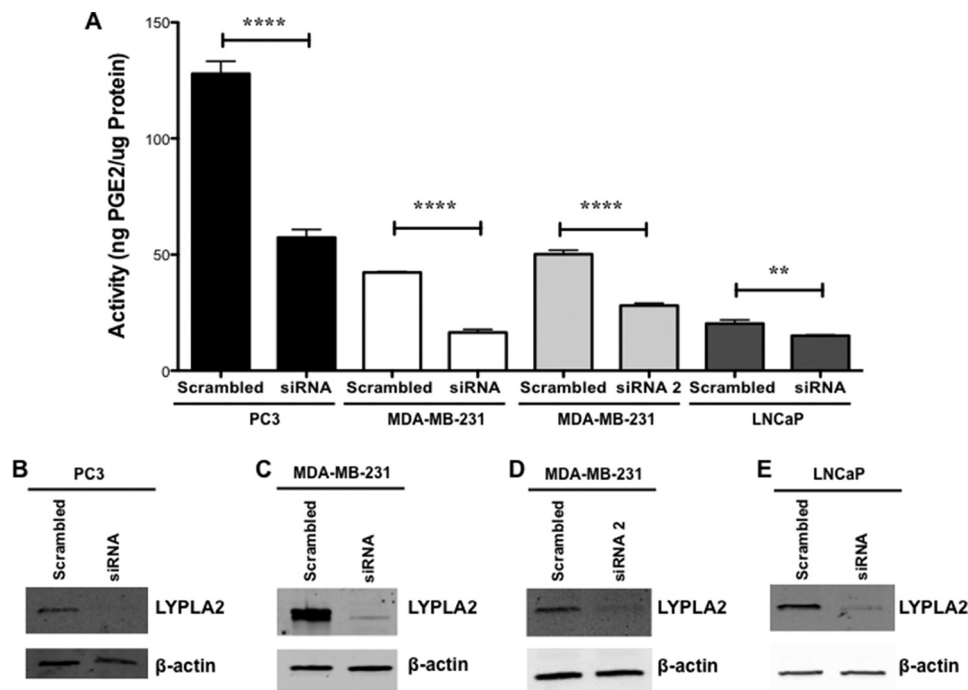 A
Activity (ng PGE2/ug Protein)
150
100
50
0
****
****
****
**
Scrambled siRNA Scrambled siRNA Scrambled siRNA 2 Scrambled siRNA
PC3 MDA-MB-231 MDA-MB-231 LNCaP
B
PC3
Scrambled
siRNA
LYPLA2
β-actin
C
MDA-MB-231
Scrambled
siRNA
LYPLA2
β-actin
D
MDA-MB-231
Scrambled
siRNA 2
LYPLA2
β-actin
E
LNCaP
Scrambled
siRNA
LYPLA2
β-actin